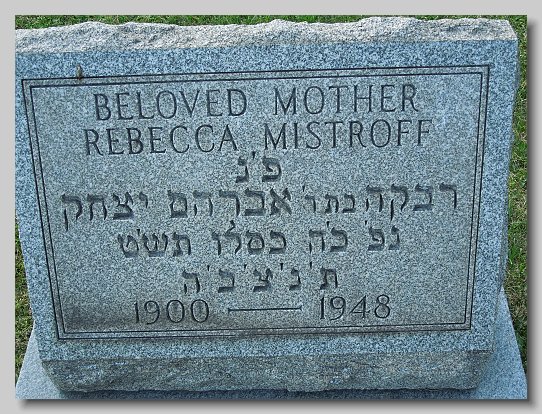 BELOVED MOTHER
REBECCA MISTROFF
פ'נ
רבקה בת ר' אברהם יצחק
נפ' כ'ה כסלו תש'ט
ת'נ'צ'ב'ה
1900 — 1948